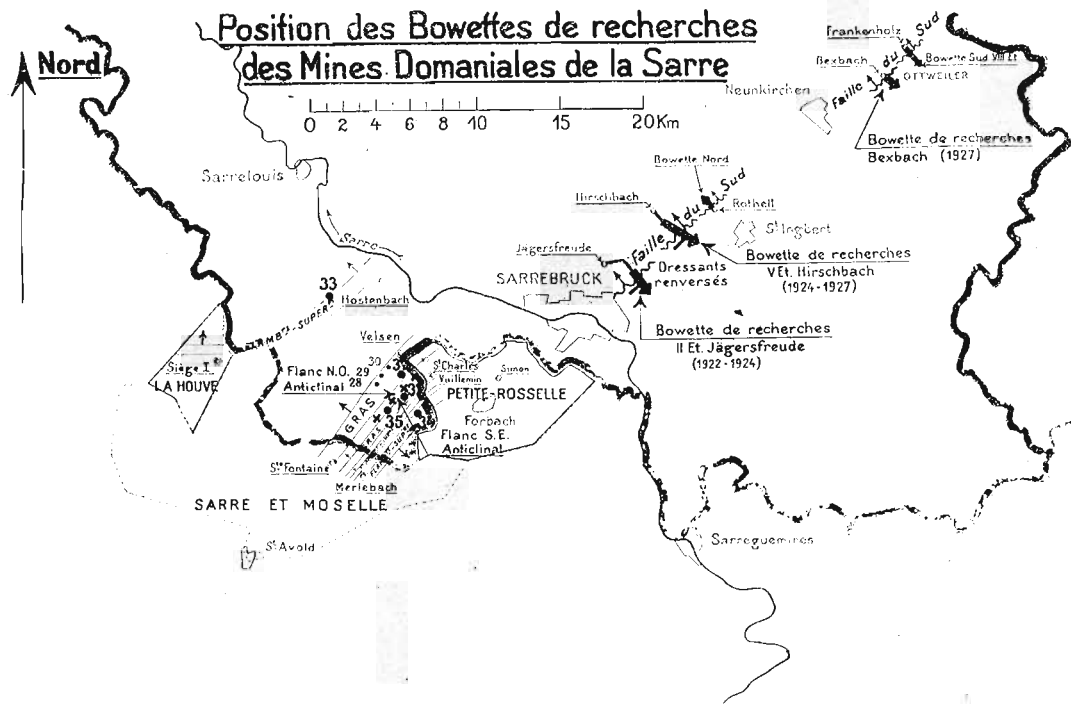 Position des Bowettes de recherches
des Mines Domaniales de la Sarre
Nord
0 2 4 6 8 10 15 20 Km
Frankenholz
Bexbach
Faille du Sud
Bowette Sud VIII Et.
OTTWEILER
Neunkirchen
Bowette de recherches
Bexbach (1927)
Sarrelouis
Bowette Nord
Hirschbach
Faille du Sud
Rothell
St Ingbert
Sarre
Jägersfreude
SARREBRUCK
Dressants
renversés
Bowette de recherches
V Et. Hirschbach
(1924-1927)
33
Hostenbach
Bowette de recherches
II Et. Jägersfreude
(1922-1924)
Siège I
LA HOUVE
Velsen
30
Flanc N.O. 29
Anticlinal 28
St Charles
Vuillemin
Simon
PETITE-ROSSELLE
GRAS
35
Forbach
Flanc S.E.
Anticlinal
Ste Fontaine
Merlebach
SARRE ET MOSELLE
St Avold
Sarreguemines